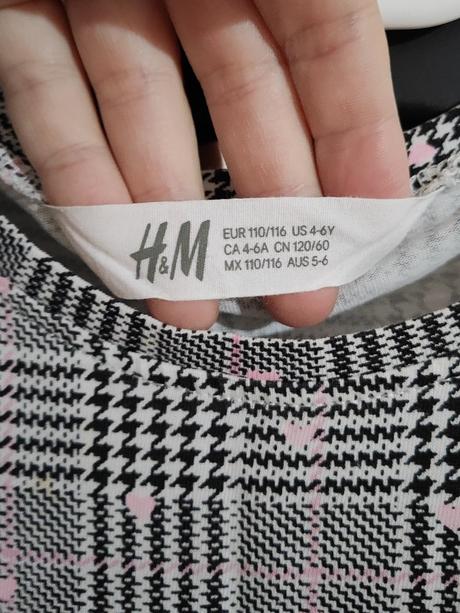 H&M
EUR 110/116 US 4-6Y
CA 4-6A CN 120/60
MX 110/116 AUS 5-6